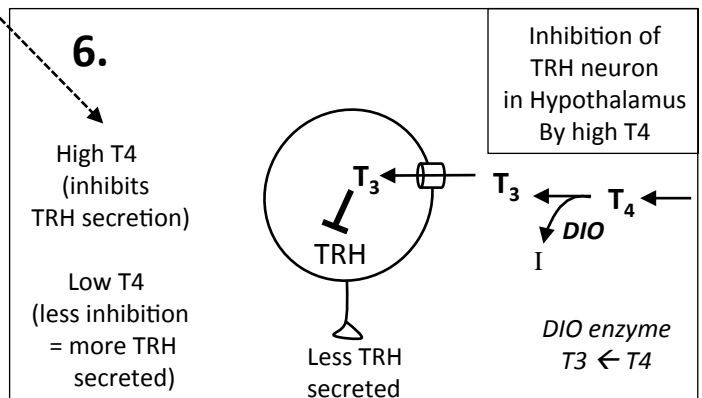 6.
Inhibition of
TRH neuron
in Hypothalamus
By high T4
High T4
(inhibits
TRH secretion)
T₃
T₃
T₄
DIO
I
TRH
Low T4
(less inhibition
= more TRH
secreted)
Less TRH
secreted
DIO enzyme
T3 ← T4